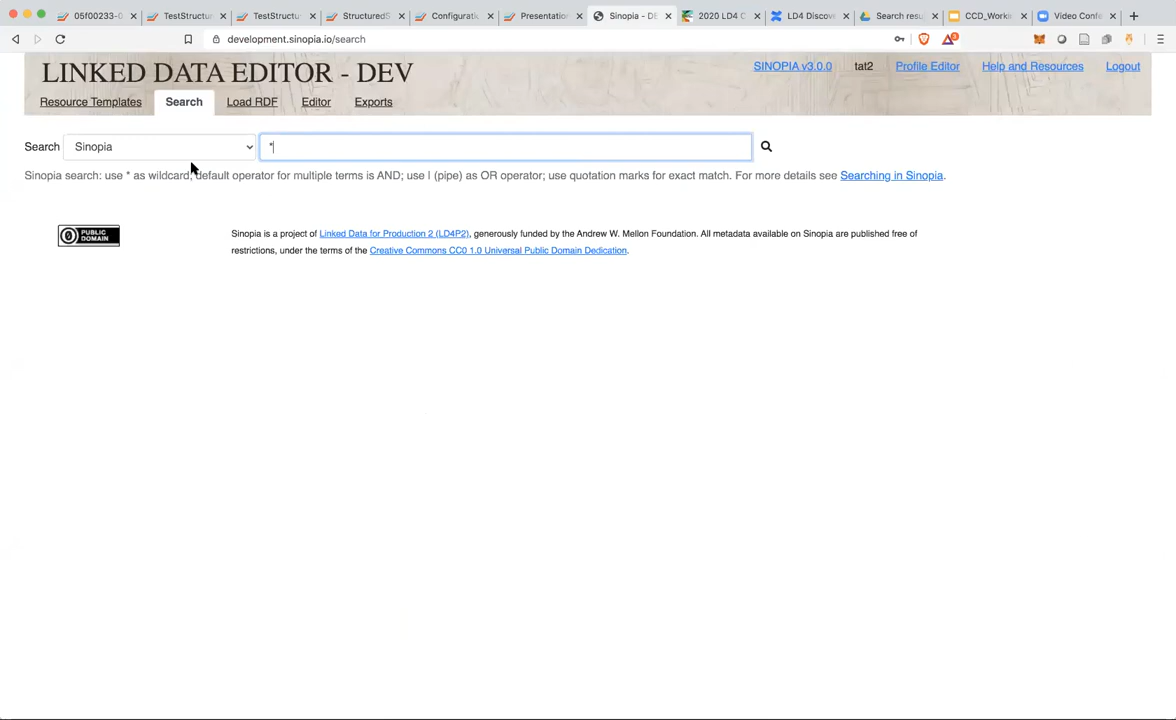 05f00233-0 TestStructu TestStructu StructuredS Configurati Presentation Sinopia - DE 2020 LD4 C LD4 Discove Search resu CCD_Worki Video Confe
development.sinopia.io/search
LINKED DATA EDITOR - DEV
SINOPIA v3.0.0 tat2 Profile Editor Help and Resources Logout
Resource Templates Search Load RDF Editor Exports
Search Sinopia *
Sinopia search: use * as wildcard; default operator for multiple terms is AND; use | (pipe) as OR operator; use quotation marks for exact match. For more details see Searching in Sinopia.
PUBLIC DOMAIN
Sinopia is a project of Linked Data for Production 2 (LD4P2), generously funded by the Andrew W. Mellon Foundation. All metadata available on Sinopia are published free of
restrictions, under the terms of the Creative Commons CC0 1.0 Universal Public Domain Dedication.